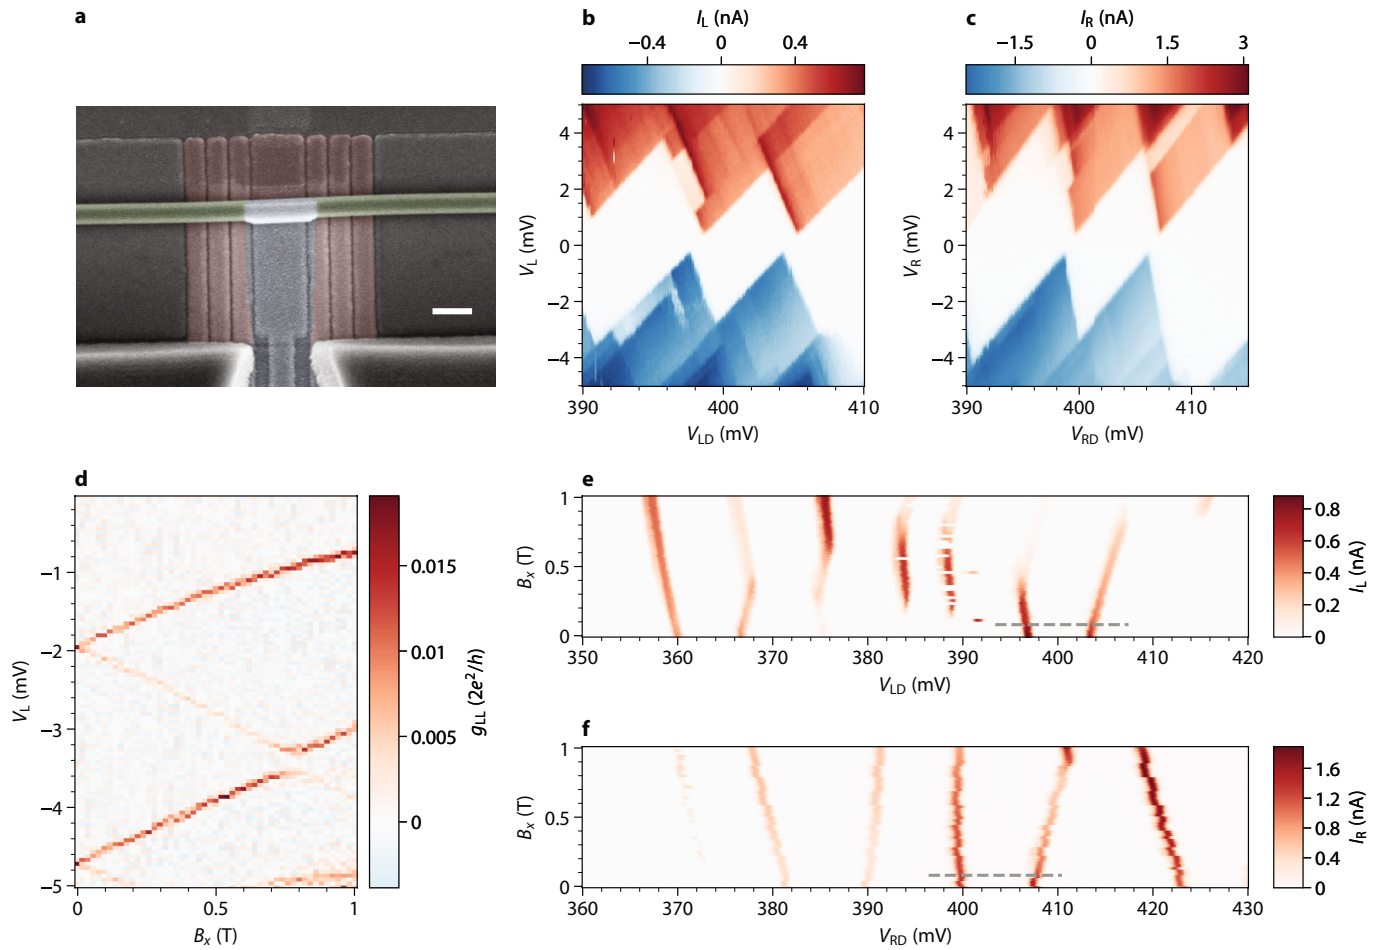 a
b
I_L (nA)
−0.4 0 0.4
4
2
0
−2
−4
V_L (mV)
390 400 410
V_LD (mV)
c
I_R (nA)
−1.5 0 1.5 3
4
2
0
−2
−4
V_R (mV)
390 400 410
V_RD (mV)
d
−1
−2
−3
−4
−5
V_L (mV)
0 0.5 1
B_x (T)
0.015
0.01
0.005
0
g_LL (2e²/h)
e
1
0.5
0
B_x (T)
350 360 370 380 390 400 410 420
V_LD (mV)
0.8
0.6
0.4
0.2
0
I_L (nA)
f
1
0.5
0
B_x (T)
360 370 380 390 400 410 420 430
V_RD (mV)
1.6
1.2
0.8
0.4
0
I_R (nA)